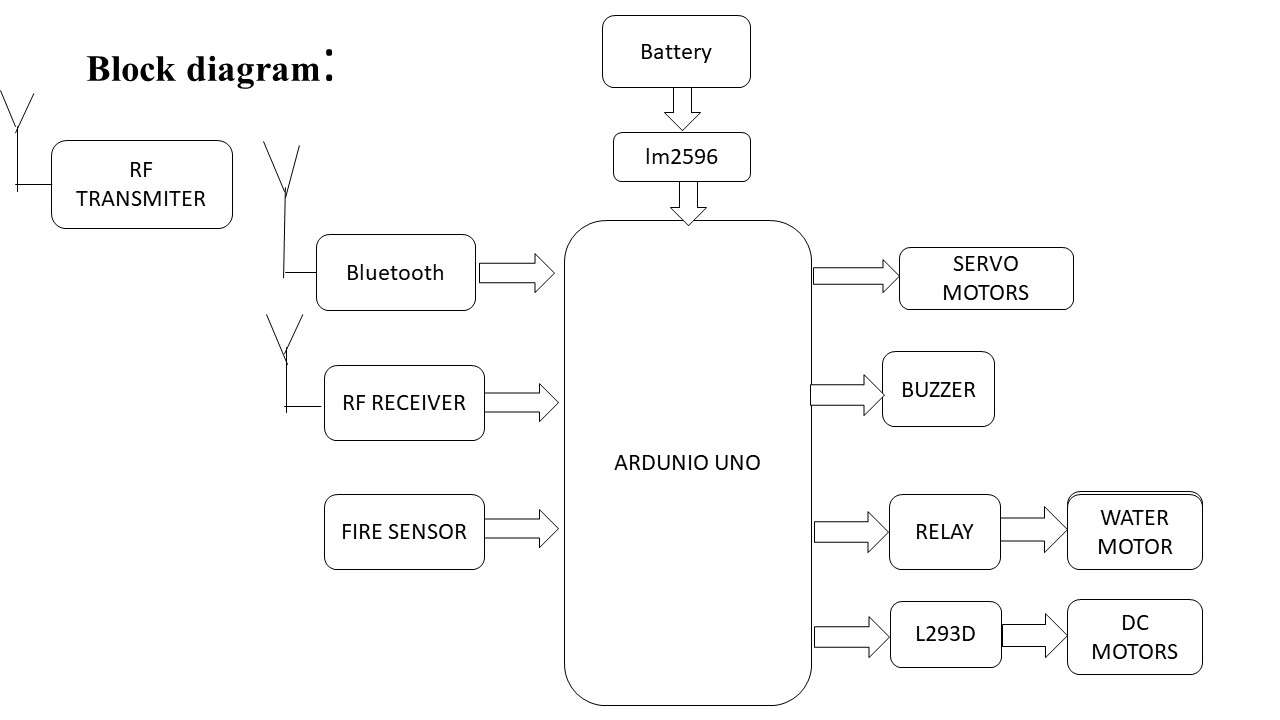 Block diagram:
Battery
lm2596
RF
TRANSMITER
Bluetooth
RF RECEIVER
FIRE SENSOR
ARDUNIO UNO
SERVO
MOTORS
BUZZER
RELAY
WATER
MOTOR
L293D
DC
MOTORS